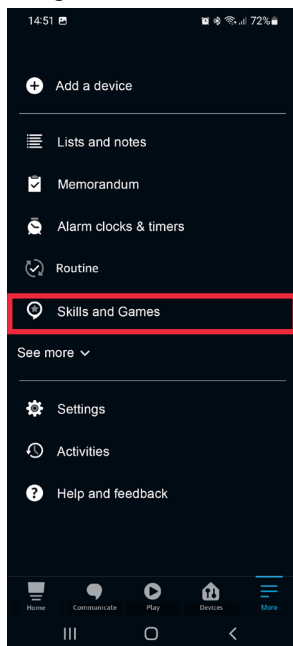 14:51 72%
Add a device
Lists and notes
Memorandum
Alarm clocks & timers
Routine
Skills and Games
See more
Settings
Activities
Help and feedback
Home Communicate Play Devices More